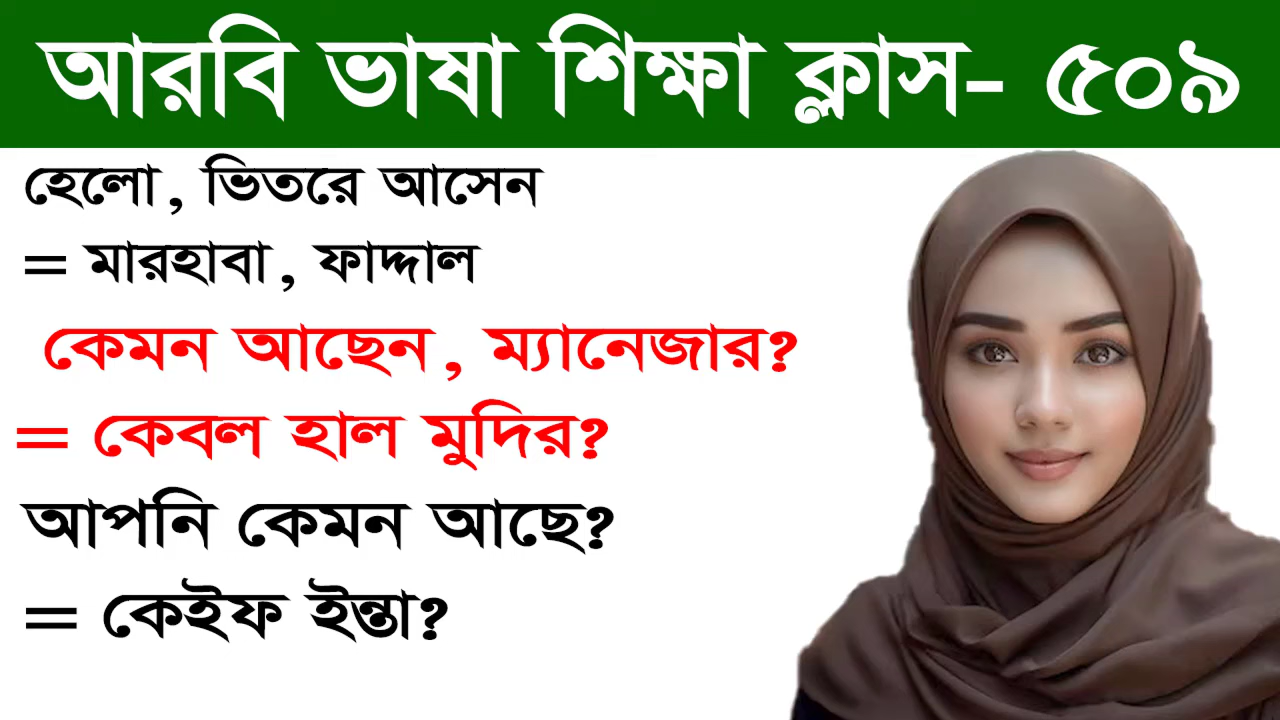 আরবি ভাষা শিক্ষা ক্লাস- ৫০৯
হেলো, ভিতরে আসেন
= মারহাবা, ফাদ্দাল
কেমন আছেন, ম্যানেজার?
= কেবল হাল মুদির?
আপনি কেমন আছে?
= কেইফ ইন্তা?